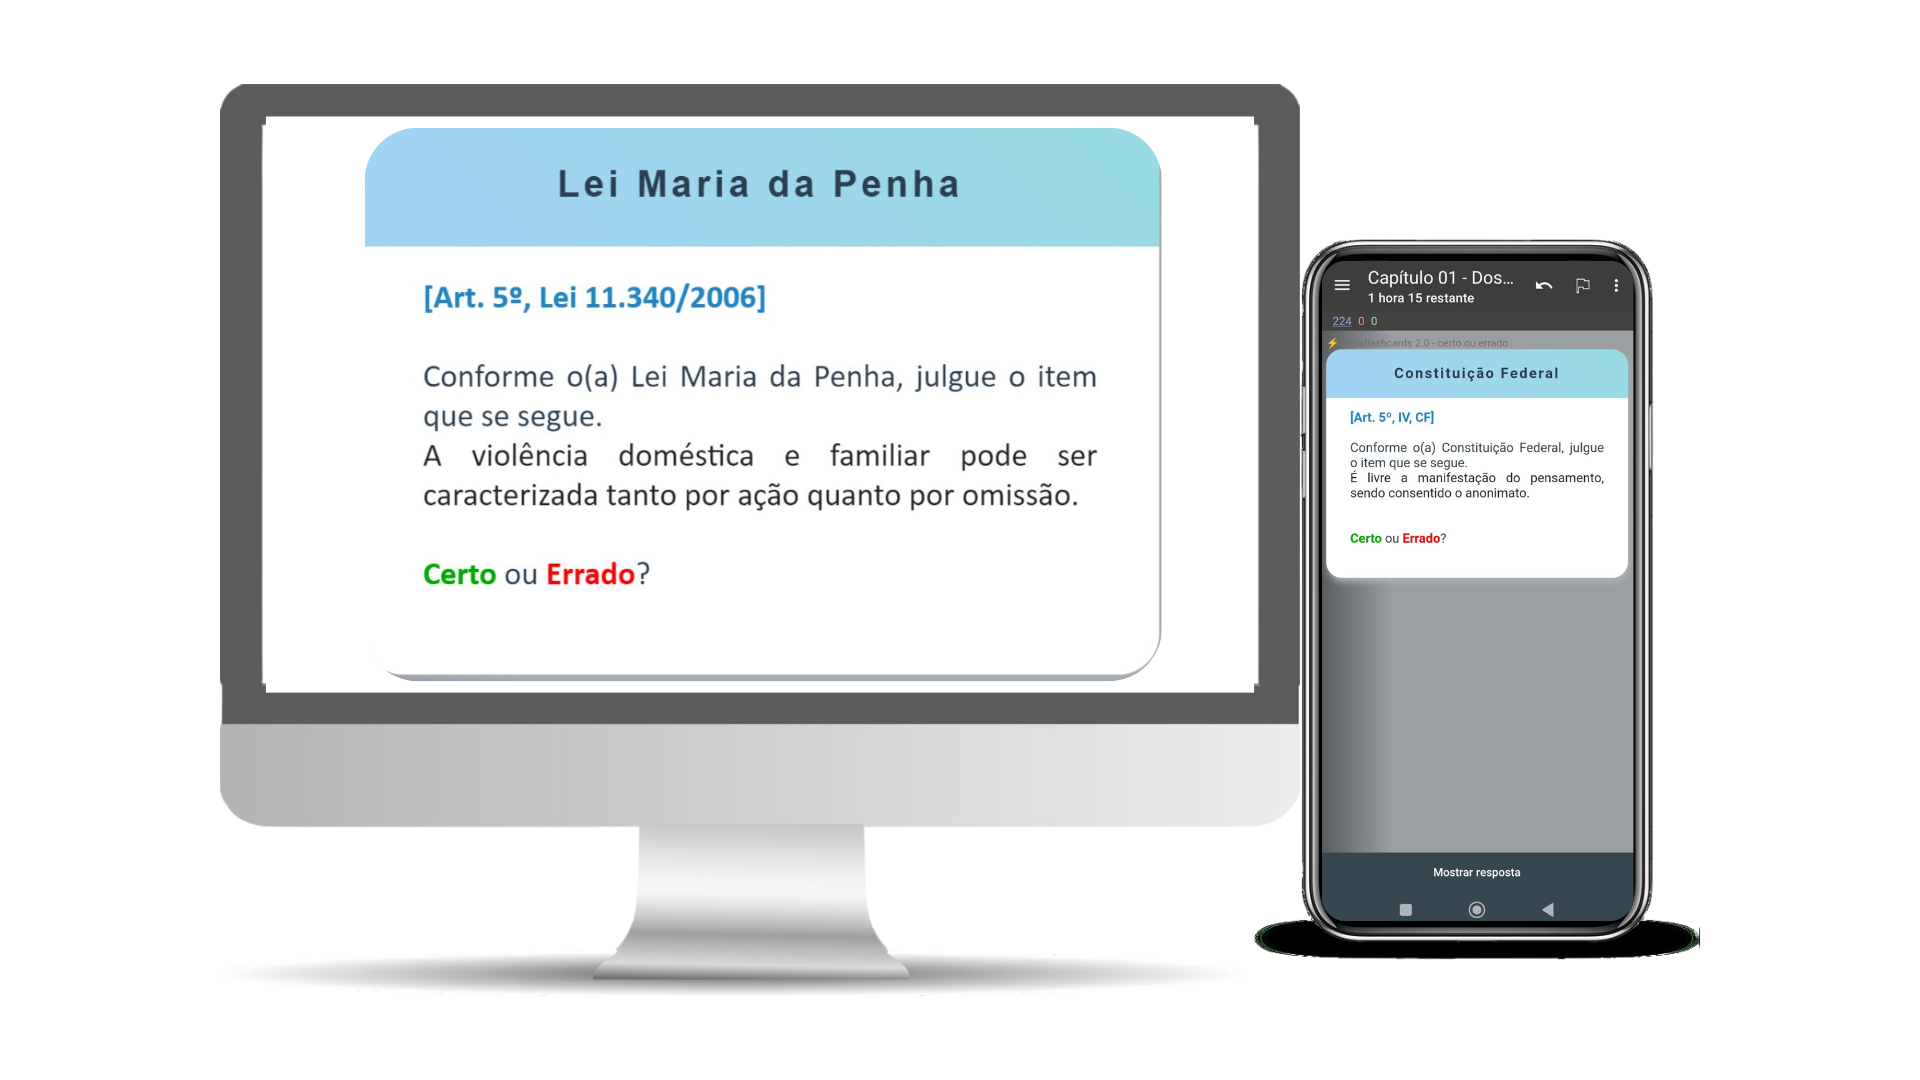 Lei Maria da Penha
[Art. 5º, Lei 11.340/2006]
Conforme o(a) Lei Maria da Penha, julgue o item
que se segue.
A violência doméstica e familiar pode ser
caracterizada tanto por ação quanto por omissão.
Certo ou Errado?
Capítulo 01 - Dos...
1 hora 15 restante
224 0 0
2.0 - certo ou errado
Constituição Federal
[Art. 5º, IV, CF]
Conforme o(a) Constituição Federal, julgue
o item que se segue.
É livre a manifestação do pensamento,
sendo consentido o anonimato.
Certo ou Errado?
Mostrar resposta